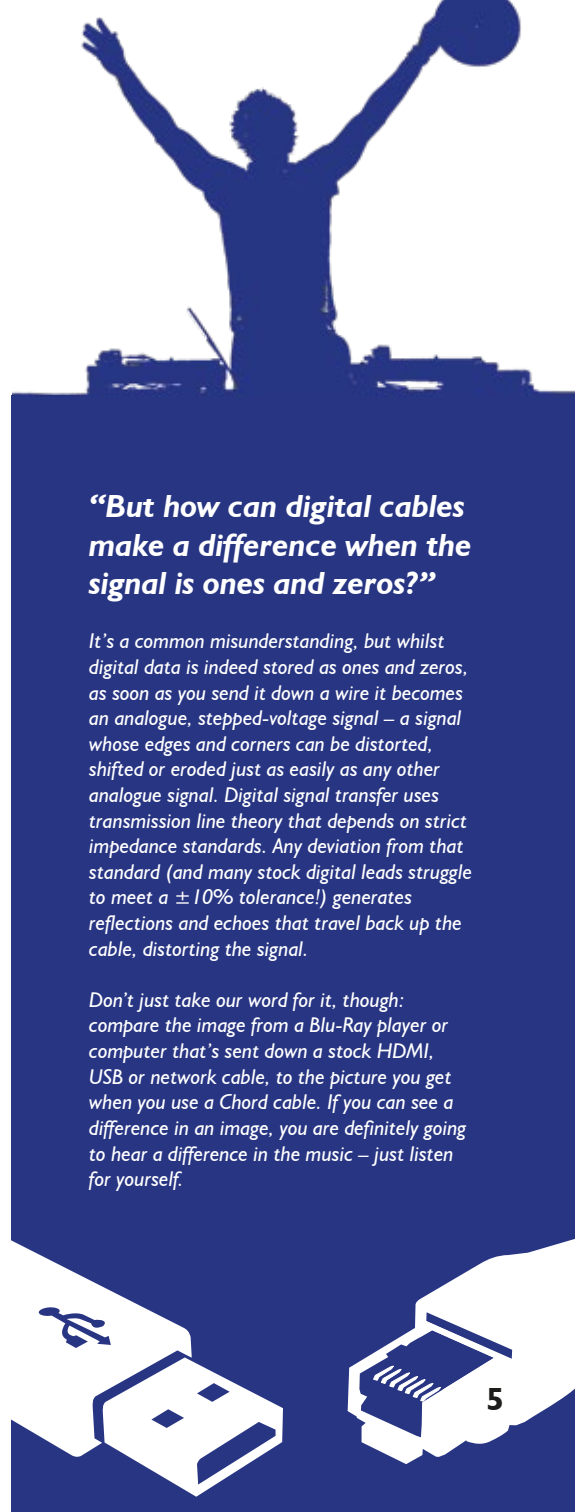 “But how can digital cables
make a difference when the
signal is ones and zeros?”
It’s a common misunderstanding, but whilst
digital data is indeed stored as ones and zeros,
as soon as you send it down a wire it becomes
an analogue, stepped-voltage signal – a signal
whose edges and corners can be distorted,
shifted or eroded just as easily as any other
analogue signal. Digital signal transfer uses
transmission line theory that depends on strict
impedance standards. Any deviation from that
standard (and many stock digital leads struggle
to meet a ±10% tolerance!) generates
reflections and echoes that travel back up the
cable, distorting the signal.
Don’t just take our word for it, though:
compare the image from a Blu-Ray player or
computer that’s sent down a stock HDMI,
USB or network cable, to the picture you get
when you use a Chord cable. If you can see a
difference in an image, you are definitely going
to hear a difference in the music – just listen
for yourself.
5